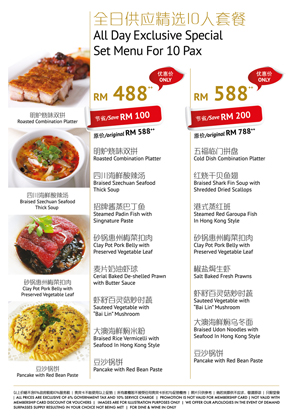 全日供应精选10人套餐
All Day Exclusive Special
Set Menu For 10 Pax
优惠价
ONLY
RM 488**
节省/Save RM 100
原价/original RM 588**
明炉烧味双拼
Roasted Combination Platter
四川海鲜酸辣汤
Braised Szechuan Seafood
Thick Soup
招牌酱蒸巴丁鱼
Steamed Padin Fish with
Singnature Paste
砂锅惠州梅菜扣肉
Clay Pot Pork Belly with
Preserved Vegetable Leaf
麦片奶油虾球
Cerial Baked De-shelled Prawn
with Butter Sauce
虾籽百灵菇炒时蔬
Sauteed Vegetable with
"Bai Lin" Mushroom
大澳海鲜焖米粉
Braised Rice Vermicelli with
Seafood In Hong Kong Style
豆沙锅饼
Pancake with Red Bean Paste
优惠价
ONLY
RM 588**
节省/Save RM 200
原价/original RM 788**
五福临门拼盘
Cold Dish Combination Platter
红烧干贝鱼翅
Braised Shark Fin Soup with
Shredded Dried Scallops
港式蒸红斑
Steamed Red Garoupa Fish
in Hong Kong Style
砂锅惠州梅菜扣肉
Clay Pot Pork Belly with
Preserved Vegetable Leaf
椒盐焗生虾
Salt Baked Fresh Prawns
虾籽百灵菇炒时蔬
Sauteed Vegetable with
"Bai Lin" Mushroom
大澳海鲜焖乌冬面
Braised Udon Noodles with
Seafood In Hong Kong Style
豆沙锅饼
Pancake with Red Bean Paste
明炉烧味双拼
Roasted Combination Platter
四川海鲜酸辣汤
Braised Szechuan Seafood
Thick Soup
砂锅惠州梅菜扣肉
Clay Pot Pork Belly with
Preserved Vegetable Leaf
豆沙锅饼
Pancake with Red Bean Paste
| ALL PRICES ARE EXCLUSIVE OF 6% GOVERNMENT TAX AND 10% SERVICE CHARGE | PROMOTION IS NOT VALID FOR MEMBERSHIP CARD | NOT VALID WITH
MEMBERSHIP CARD DISCOUNT OR VOUCHERS | IMAGES ARE FOR ILLUSTRATION PURPOSES ONLY | WE OFFER OUR APOLOGIES IN THE EVENT OF DEMAND
SURPASSES SUPPLY RESULTING IN YOUR CHOICE NOT BEING MET | FOR DINE & WINE IN ONLY